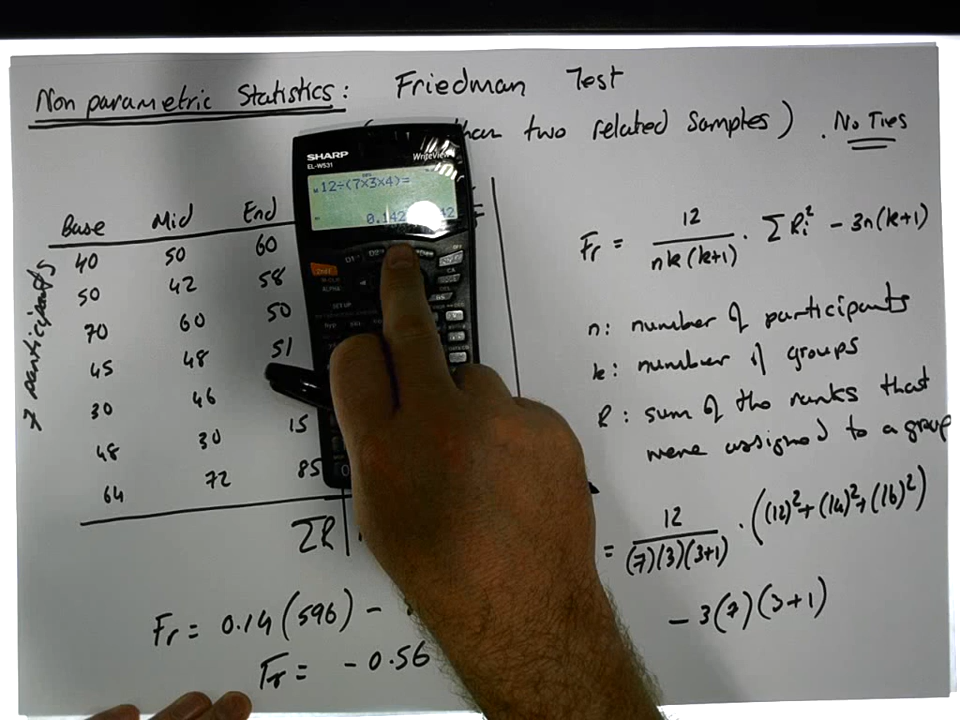 Non parametric Statistics: Friedman Test
than two related Samples) . No Ties
SHARP
EL-W531 WriteView
12÷(7×3×4)=
0.142 42
Base Mid End
40 50 60
50 42 58
70 60 50
45 48 51
30 46
48 30 15
64 72 85
7 participants
ΣR
Fr = 12 / nk(k+1) · Σ Ri² - 3n(k+1)
n: number of participants
k: number of groups
R: sum of the ranks that
were assigned to a group
= 12 / (7)(3)(3+1) · ((12)²+(14)²+(16)²)
- 3(7)(3+1)
Fr = 0.14(596) -
Fr = -0.56